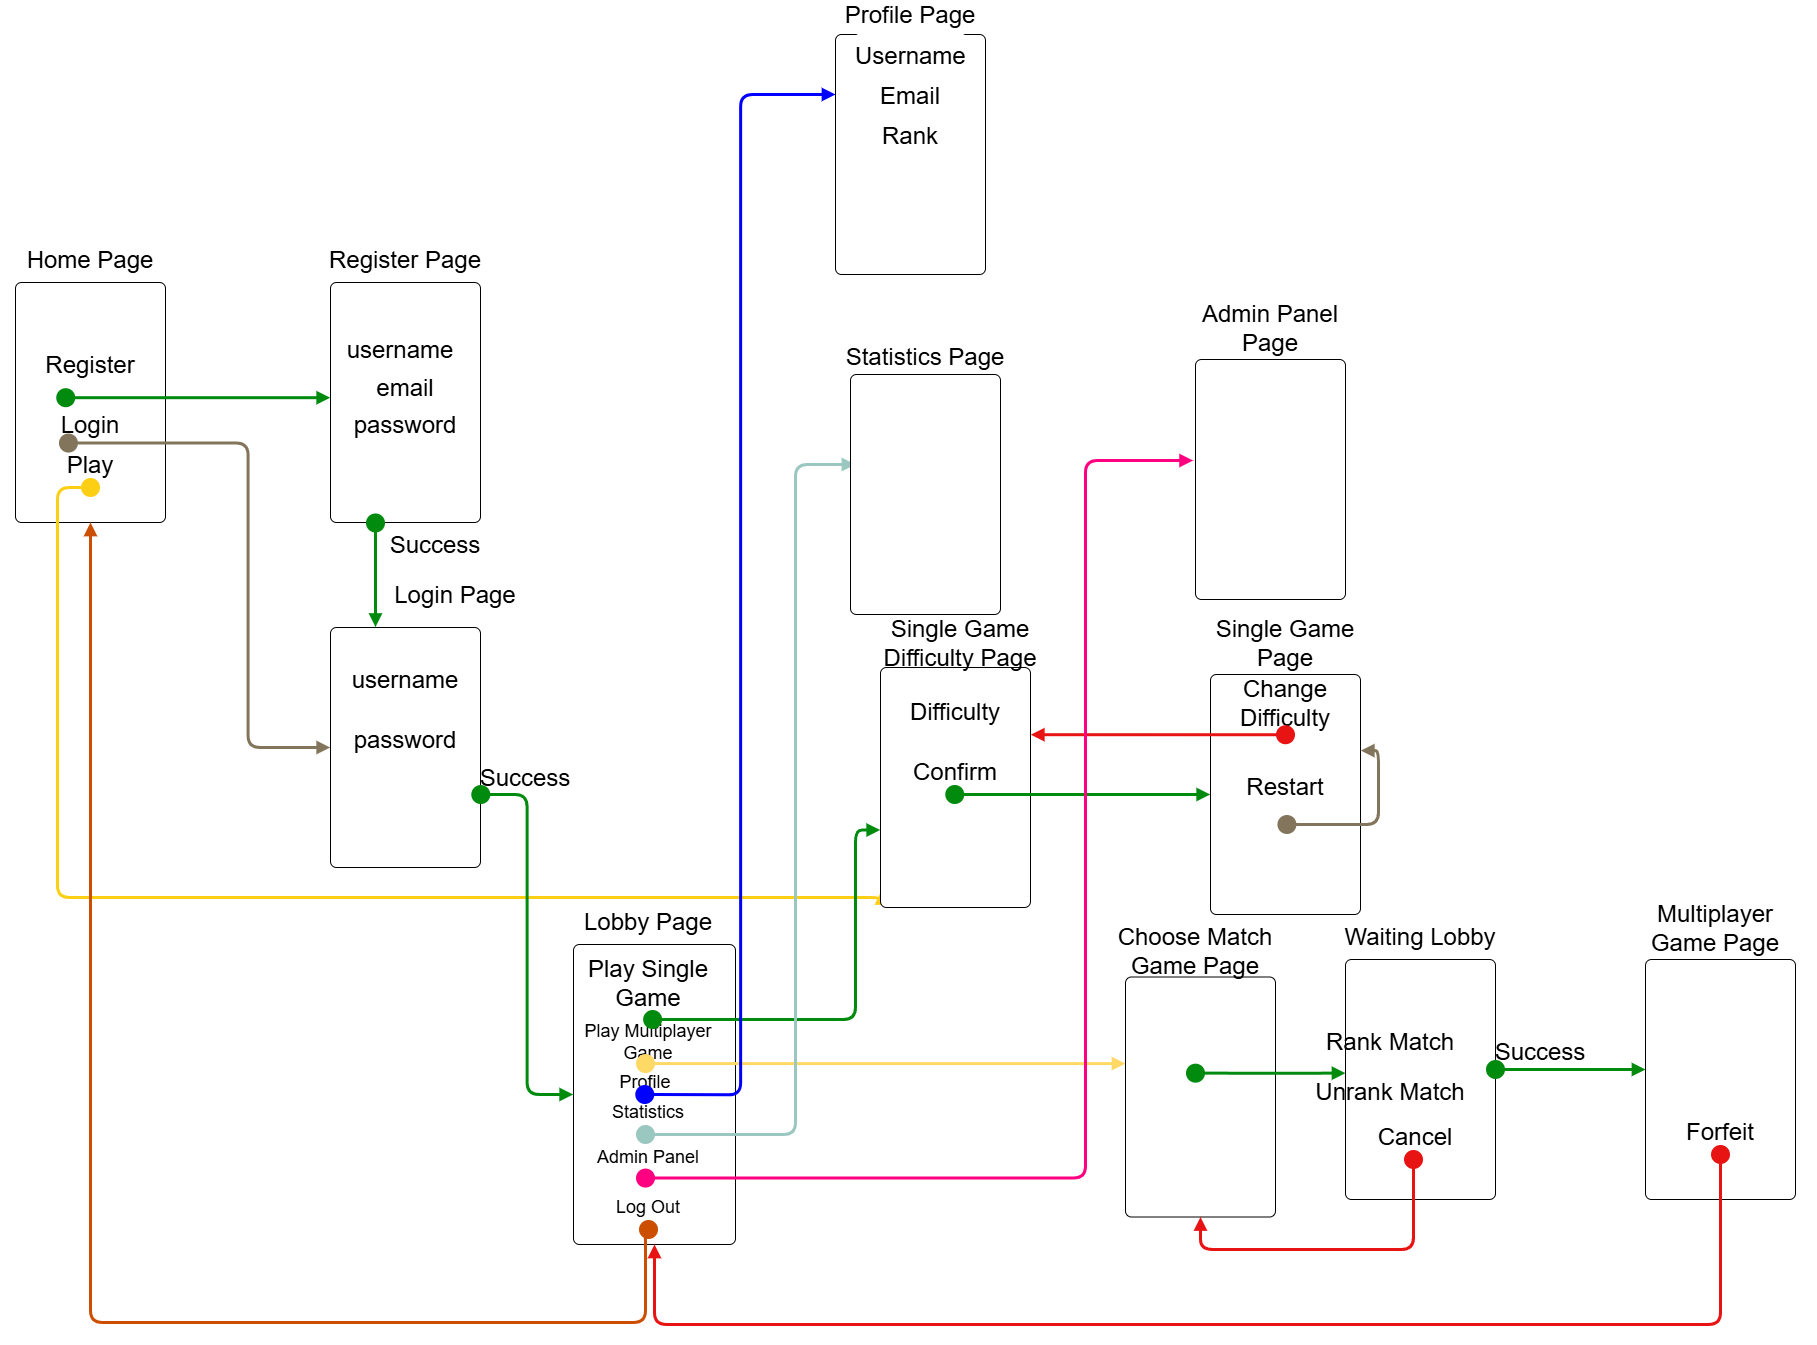 Profile Page
Username
Email
Rank
Home Page
Register
Login
Play
Register Page
username
email
password
Success
Login Page
username
password
Success
Statistics Page
Admin Panel
Page
Single Game
Difficulty Page
Difficulty
Confirm
Single Game
Page
Change
Difficulty
Restart
Lobby Page
Play Single
Game
Play Multiplayer
Game
Profile
Statistics
Admin Panel
Log Out
Choose Match
Game Page
Waiting Lobby
Rank Match
Unrank Match
Cancel
Success
Multiplayer
Game Page
Forfeit